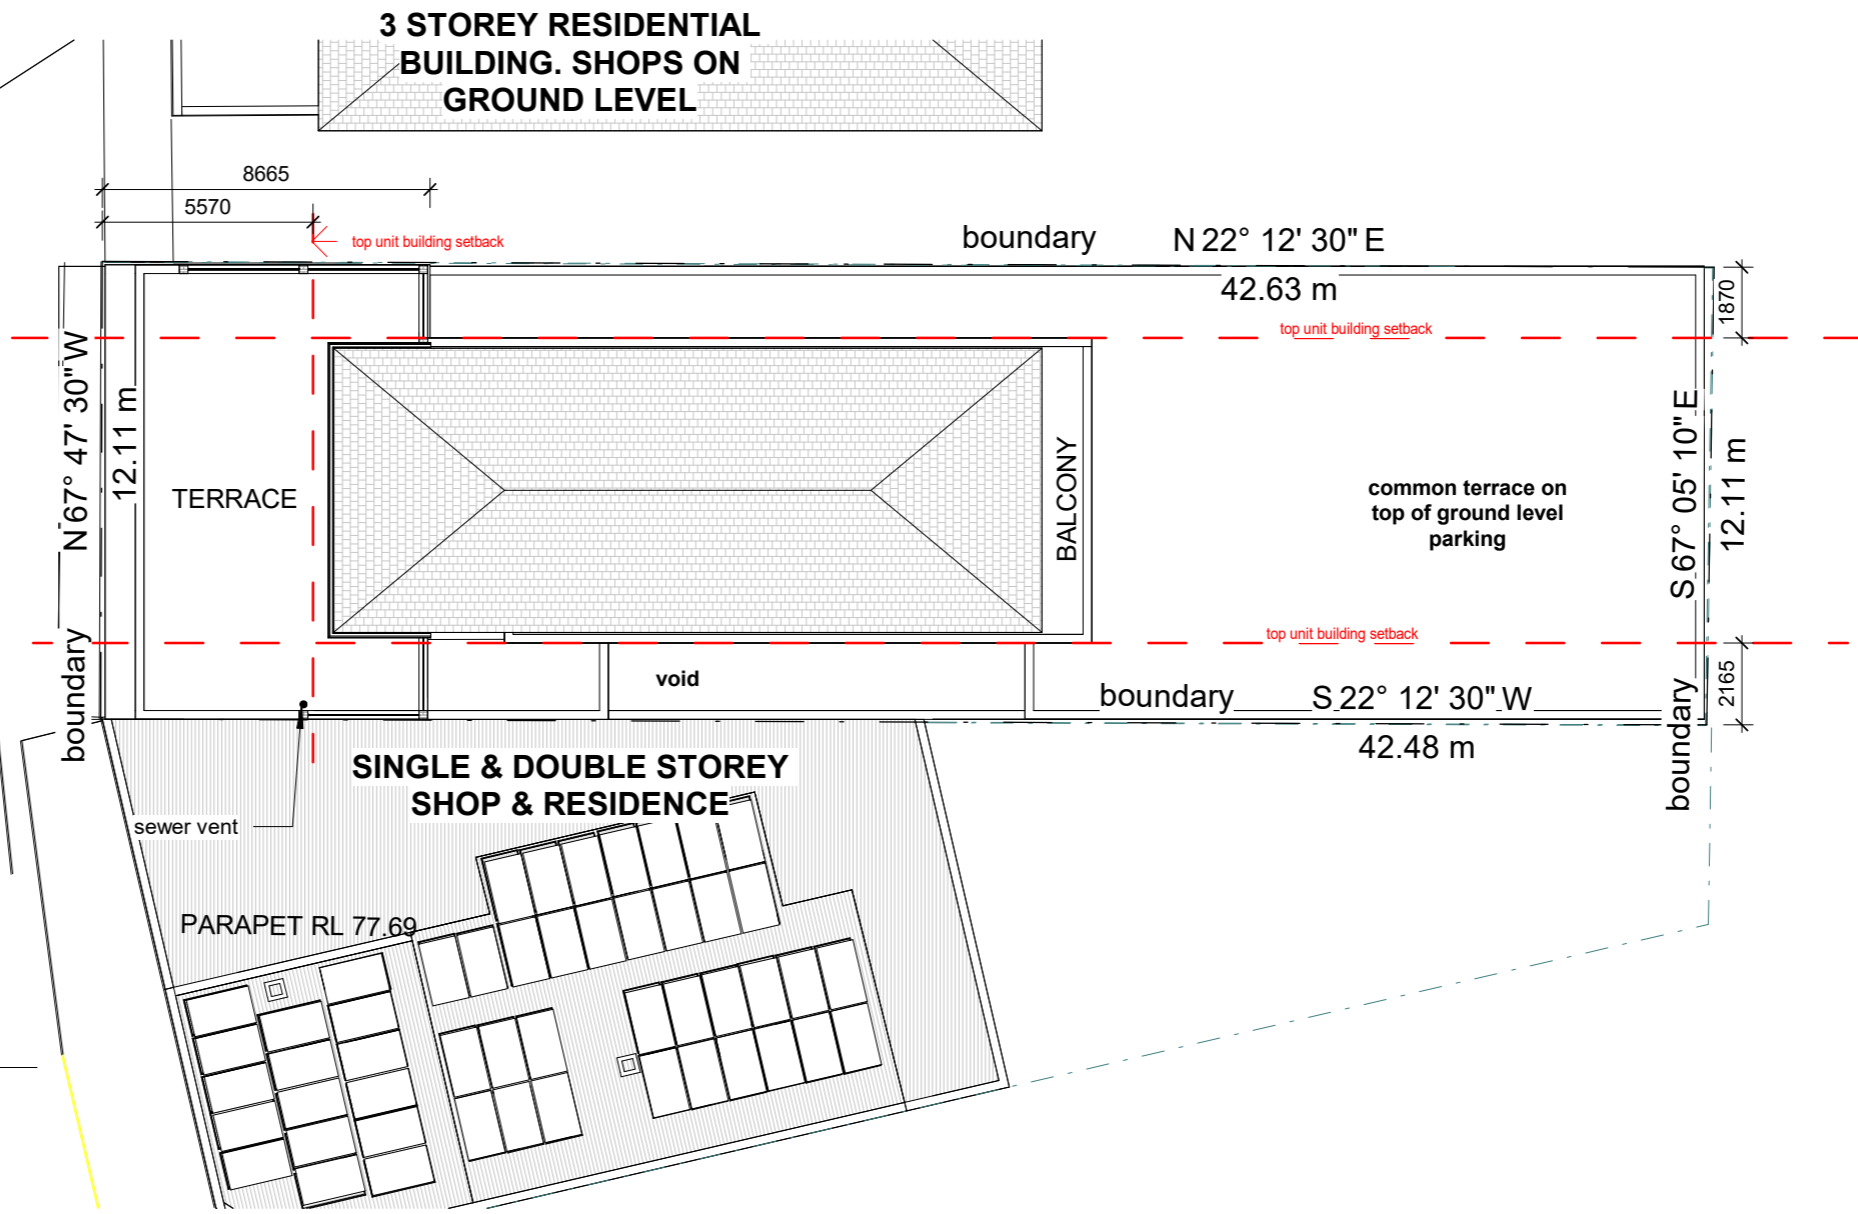 3 STOREY RESIDENTIAL
BUILDING. SHOPS ON
GROUND LEVEL
8665
5570
top unit building setback
boundary N 22° 12' 30" E
42.63 m
1870
top unit building setback
boundary N 67° 47' 30" W
12.11 m
TERRACE
BALCONY
common terrace on
top of ground level
parking
boundary S 67° 05' 10" E
12.11 m
top unit building setback
void
boundary S 22° 12' 30" W
2165
42.48 m
SINGLE & DOUBLE STOREY
SHOP & RESIDENCE
sewer vent
PARAPET RL 77.69